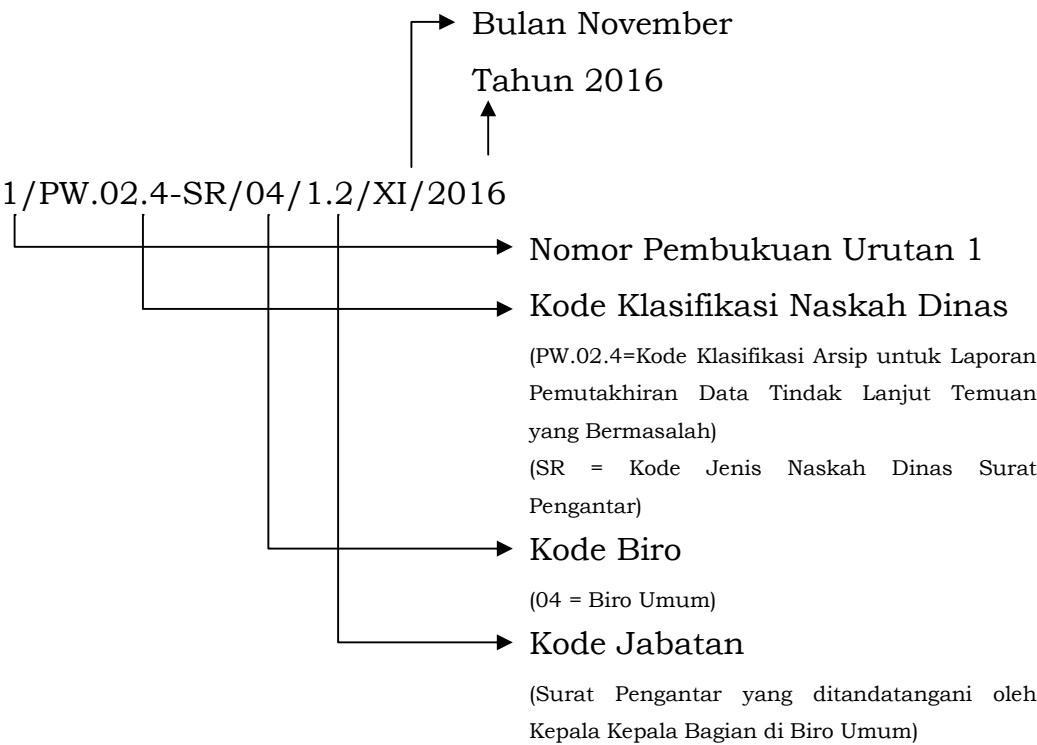 Bulan November
Tahun 2016
1/PW.02.4-SR/04/1.2/XI/2016
Nomor Pembukuan Urutan 1
Kode Klasifikasi Naskah Dinas
(PW.02.4=Kode Klasifikasi Arsip untuk Laporan
Pemutakhiran Data Tindak Lanjut Temuan
yang Bermasalah)
(SR = Kode Jenis Naskah Dinas Surat
Pengantar)
Kode Biro
(04 = Biro Umum)
Kode Jabatan
(Surat Pengantar yang ditandatangani oleh
Kepala Kepala Bagian di Biro Umum)